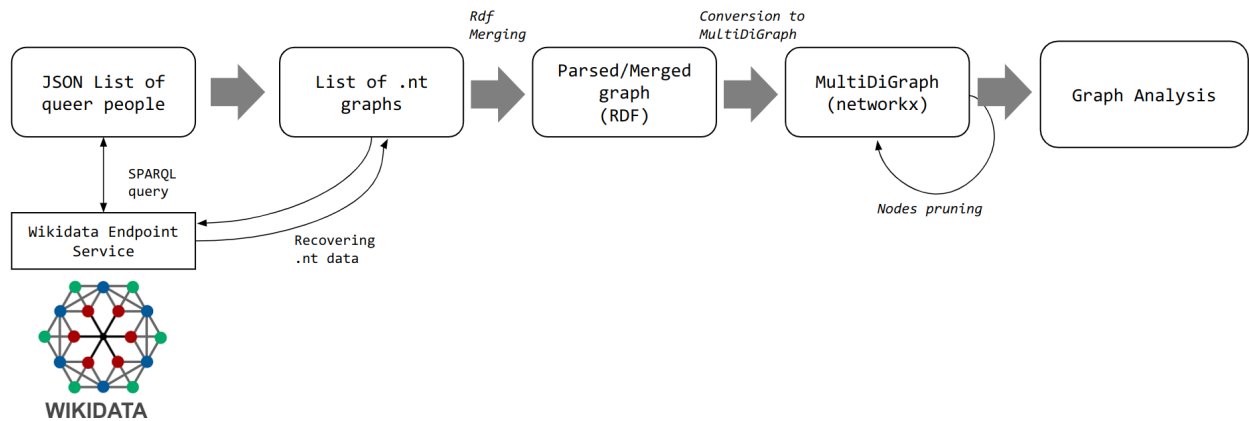 Rdf
Merging
Conversion to
MultiDiGraph
JSON List of
queer people
List of .nt
graphs
Parsed/Merged
graph
(RDF)
MultiDiGraph
(networkx)
Graph Analysis
SPARQL
query
Nodes pruning
Wikidata Endpoint
Service
Recovering
.nt data
WIKIDATA